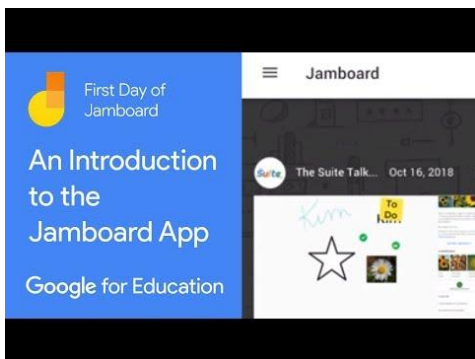 First Day of
Jamboard
An Introduction
to the
Jamboard App
Google for Education
Jamboard
Suite
The Suite Talk... Oct 16, 2018
Kim
To
Do